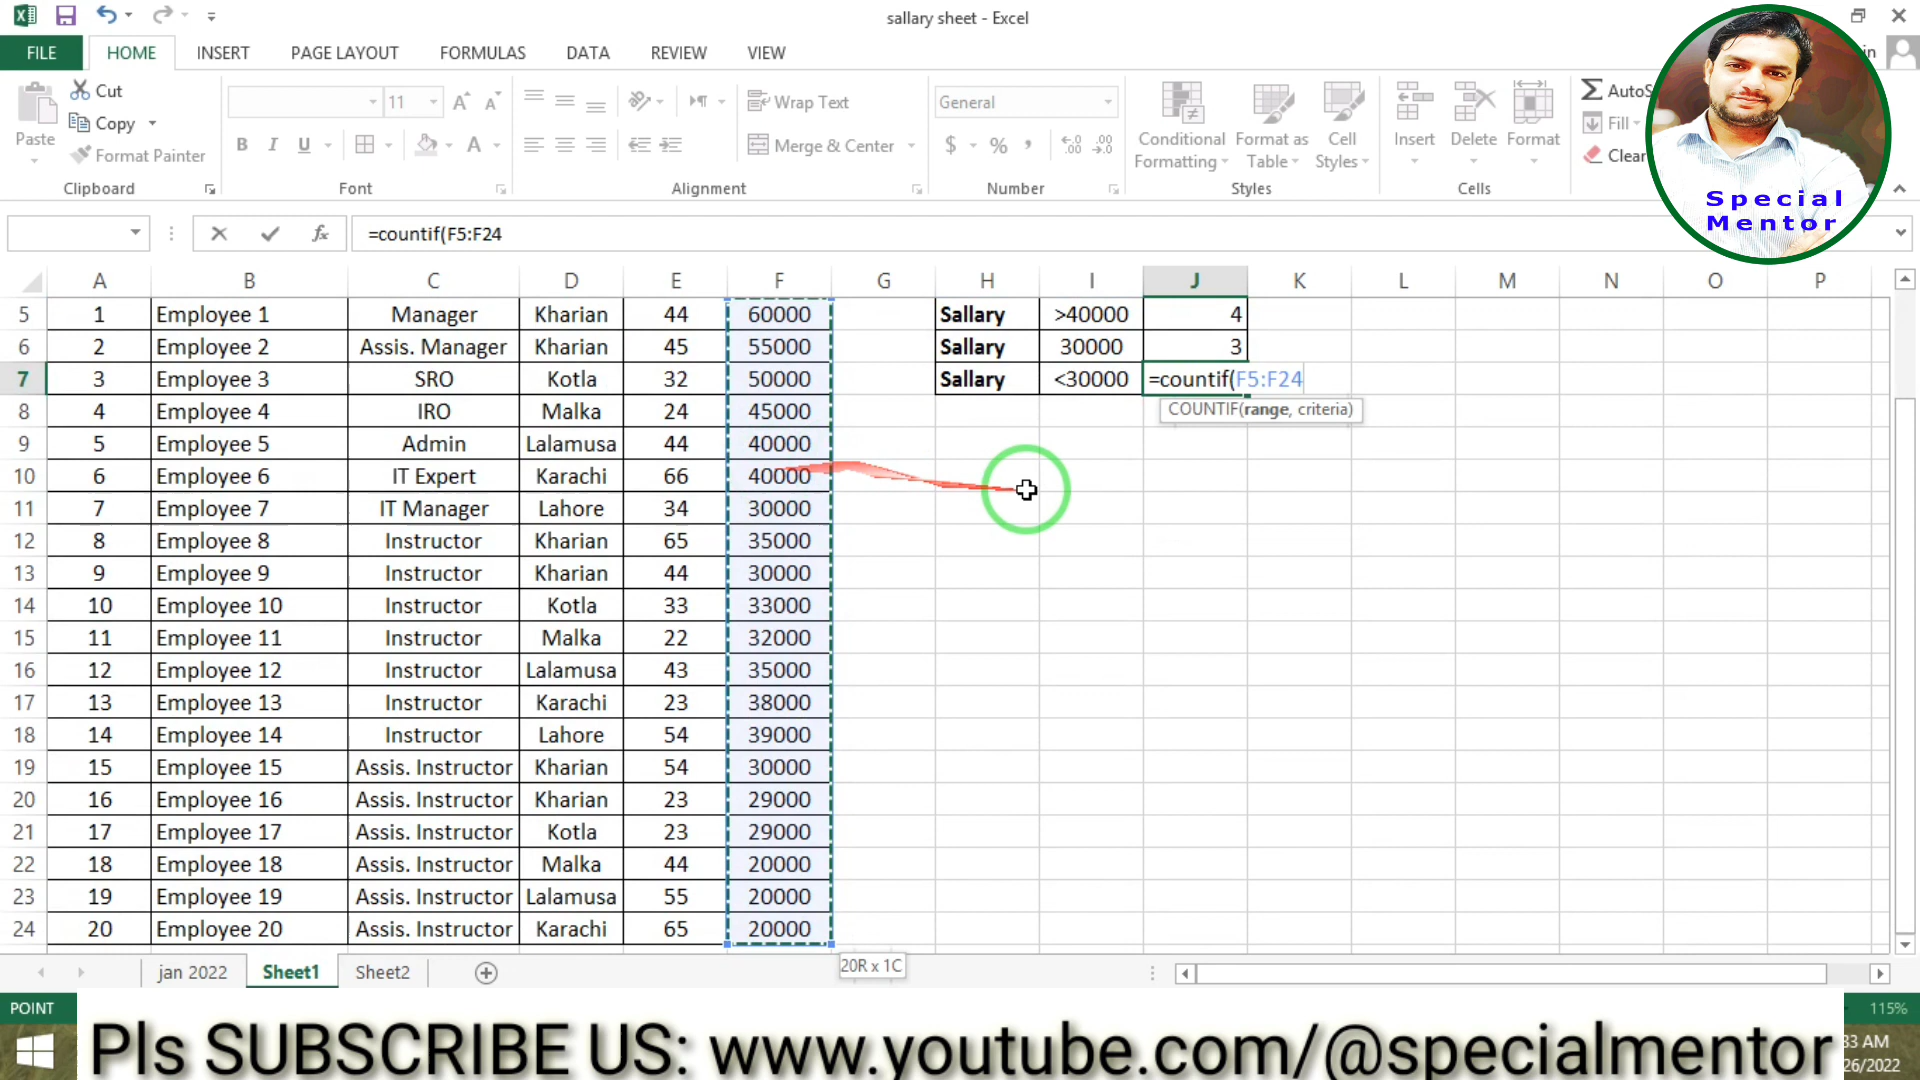 sallary sheet - Excel
FILE HOME INSERT PAGE LAYOUT FORMULAS DATA REVIEW VIEW in
Paste Cut Copy Format Painter
11
B I U A
Wrap Text
Merge & Center
General
$ %
Conditional Formatting
Format as Table
Cell Styles
Insert Delete Format
AutoS
Fill
Clear
Clipboard Font Alignment Number Styles Cells
Special
Mentor
fx =countif(F5:F24
A B C D E F G H I J K L M N O P
5 1 Employee 1 Manager Kharian 44 60000 Sallary >40000 4
6 2 Employee 2 Assis. Manager Kharian 45 55000 Sallary 30000 3
7 3 Employee 3 SRO Kotla 32 50000 Sallary <30000 =countif(F5:F24
8 4 Employee 4 IRO Malka 24 45000 COUNTIF(range, criteria)
9 5 Employee 5 Admin Lalamusa 44 40000
10 6 Employee 6 IT Expert Karachi 66 40000
11 7 Employee 7 IT Manager Lahore 34 30000
12 8 Employee 8 Instructor Kharian 65 35000
13 9 Employee 9 Instructor Kharian 44 30000
14 10 Employee 10 Instructor Kotla 33 33000
15 11 Employee 11 Instructor Malka 22 32000
16 12 Employee 12 Instructor Lalamusa 43 35000
17 13 Employee 13 Instructor Karachi 23 38000
18 14 Employee 14 Instructor Lahore 54 39000
19 15 Employee 15 Assis. Instructor Kharian 54 30000
20 16 Employee 16 Assis. Instructor Kharian 23 29000
21 17 Employee 17 Assis. Instructor Kotla 23 29000
22 18 Employee 18 Assis. Instructor Malka 44 20000
23 19 Employee 19 Assis. Instructor Lalamusa 55 20000
24 20 Employee 20 Assis. Instructor Karachi 65 20000
20R x 1C
jan 2022 Sheet1 Sheet2
POINT 115%
Pls SUBSCRIBE US: www.youtube.com/@specialmentor
33 AM
26/2022